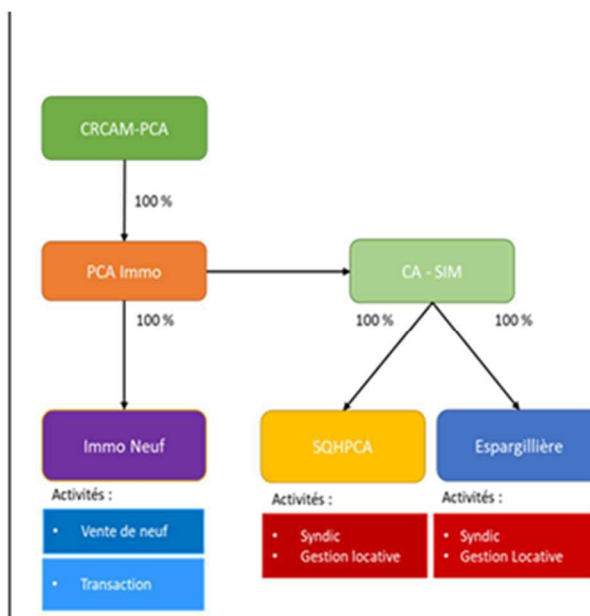 CRCAM-PCA
100 %
PCA Immo
CA - SIM
100 %
100 %
100 %
Immo Neuf
SQHPCA
Espargillière
Activités :
• Vente de neuf
• Transaction
Activités :
• Syndic
• Gestion locative
Activités :
• Syndic
• Gestion Locative